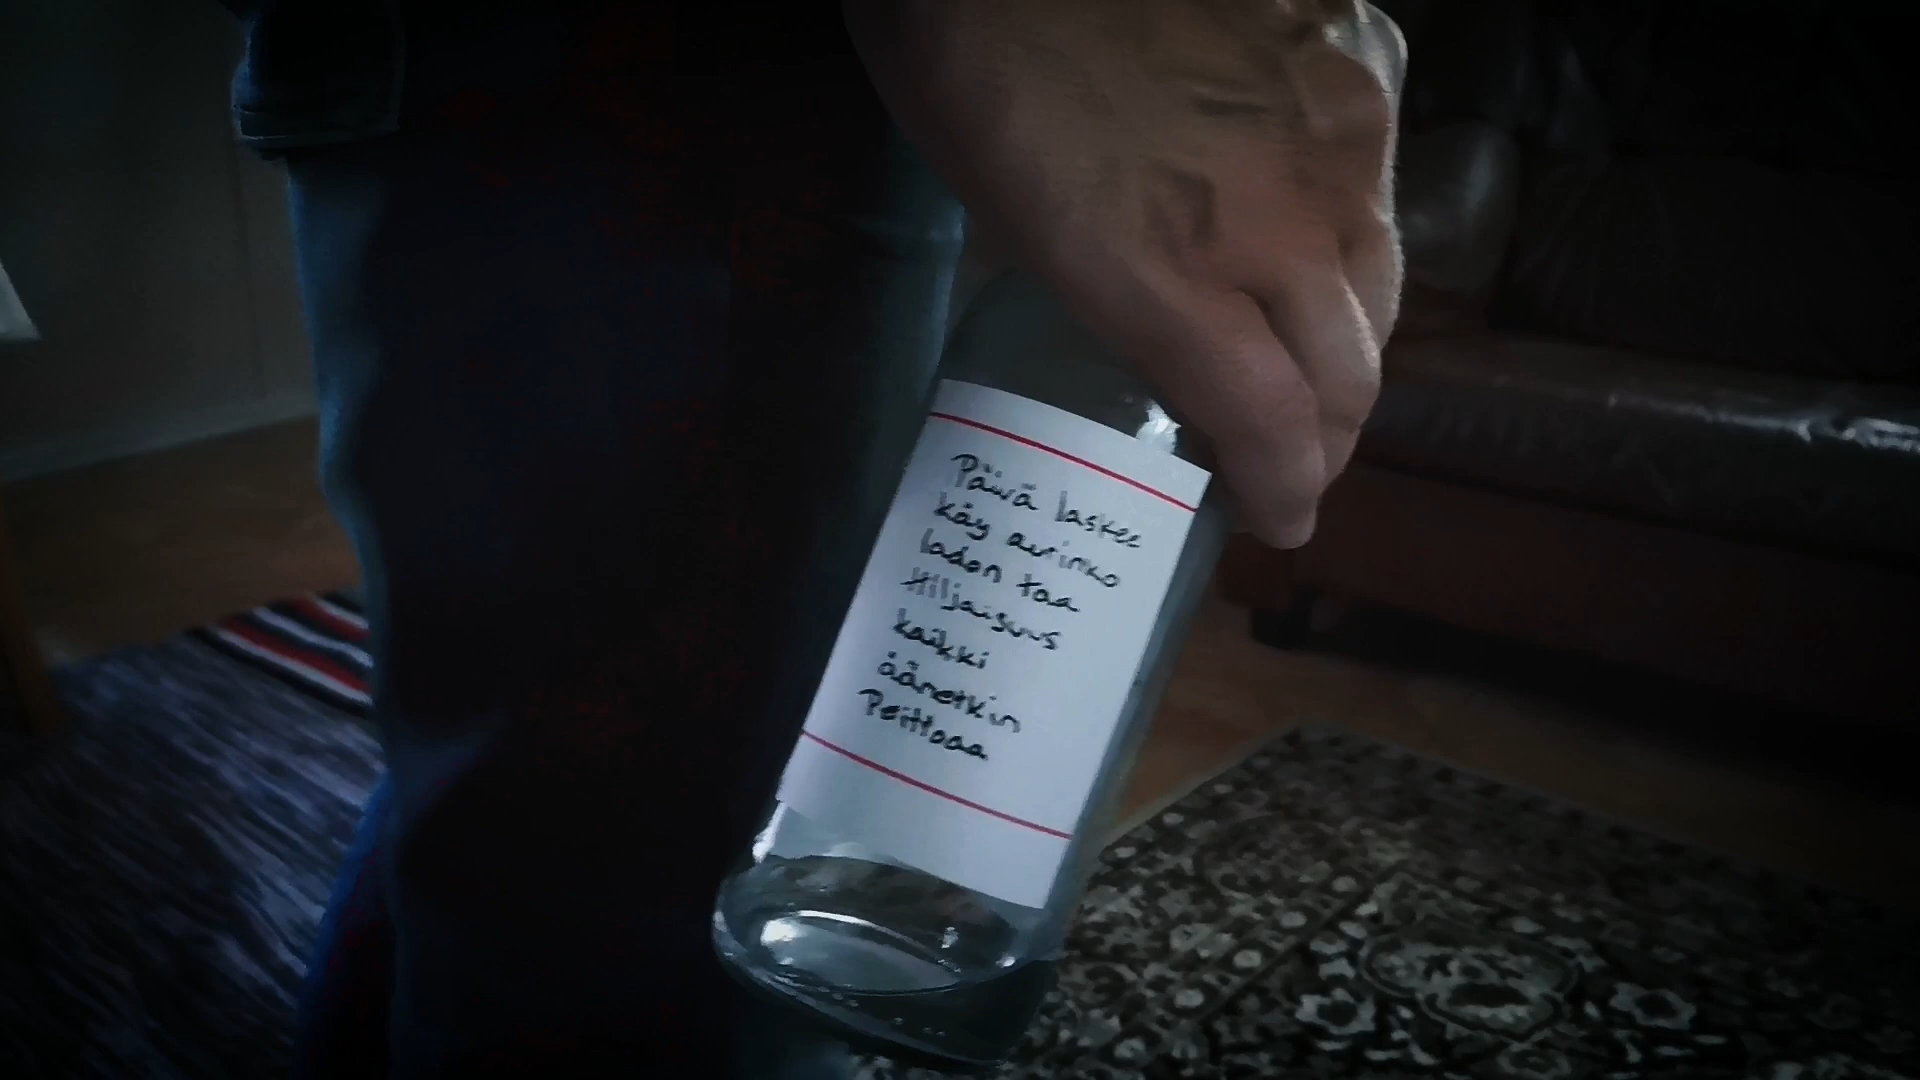 Päivä laskee
käy aurinko
ladon taa
Hiljaisuus
kaikki
äänetkin
Peittoaa